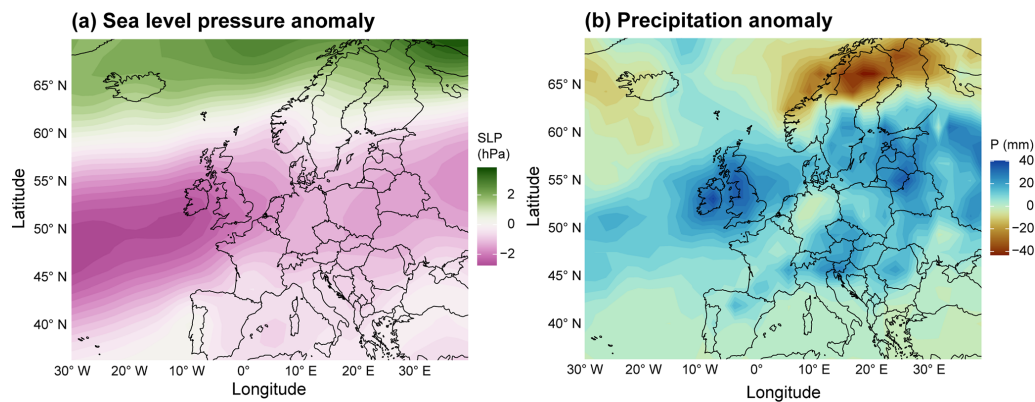 (a) Sea level pressure anomaly
65° N
60° N
55° N
50° N
45° N
40° N
Latitude
30° W 20° W 10° W 0° 10° E 20° E 30° E
Longitude
SLP
(hPa)
2
0
−2
(b) Precipitation anomaly
65° N
60° N
55° N
50° N
45° N
40° N
Latitude
30° W 20° W 10° W 0° 10° E 20° E 30° E
Longitude
P (mm)
40
20
0
−20
−40